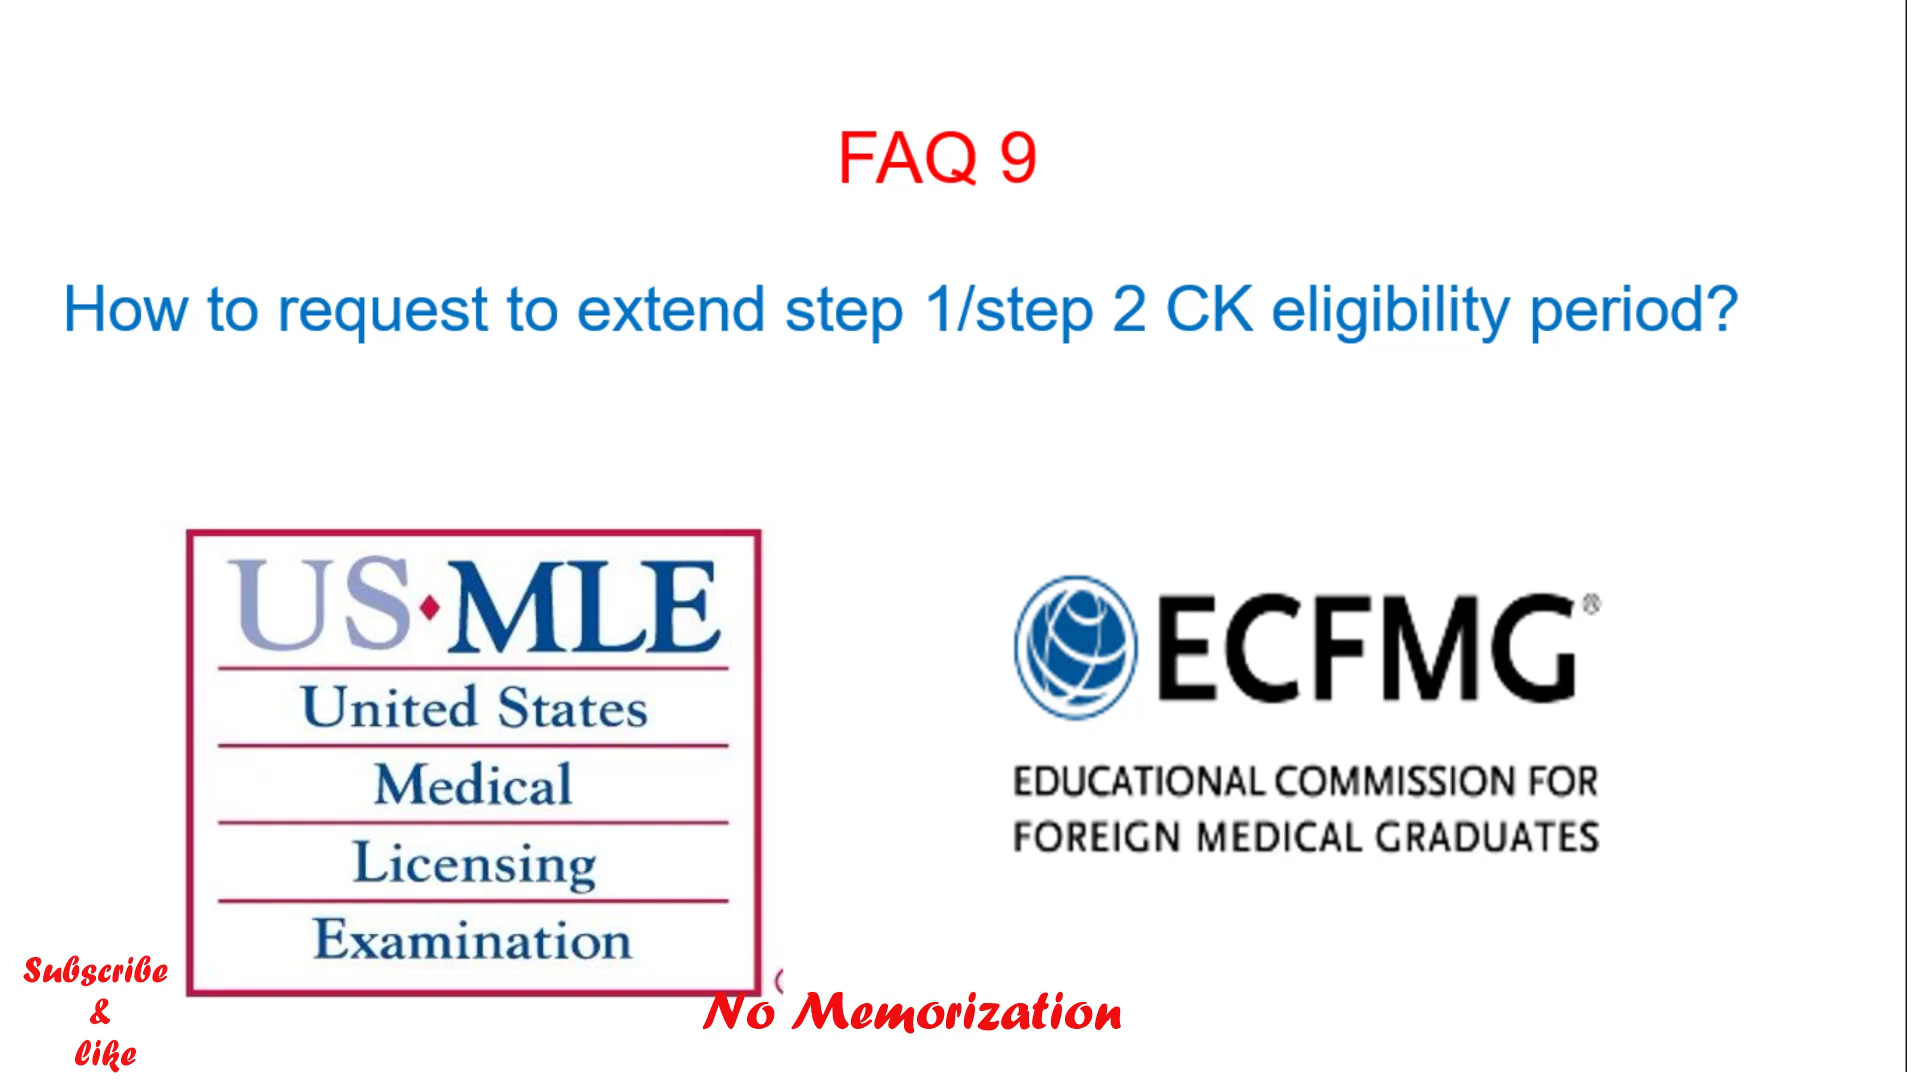 FAQ 9
How to request to extend step 1/step 2 CK eligibility period?
US MLE
United States
Medical
Licensing
Examination
ECFMG®
EDUCATIONAL COMMISSION FOR
FOREIGN MEDICAL GRADUATES
Subscribe
&
like
No Memorization